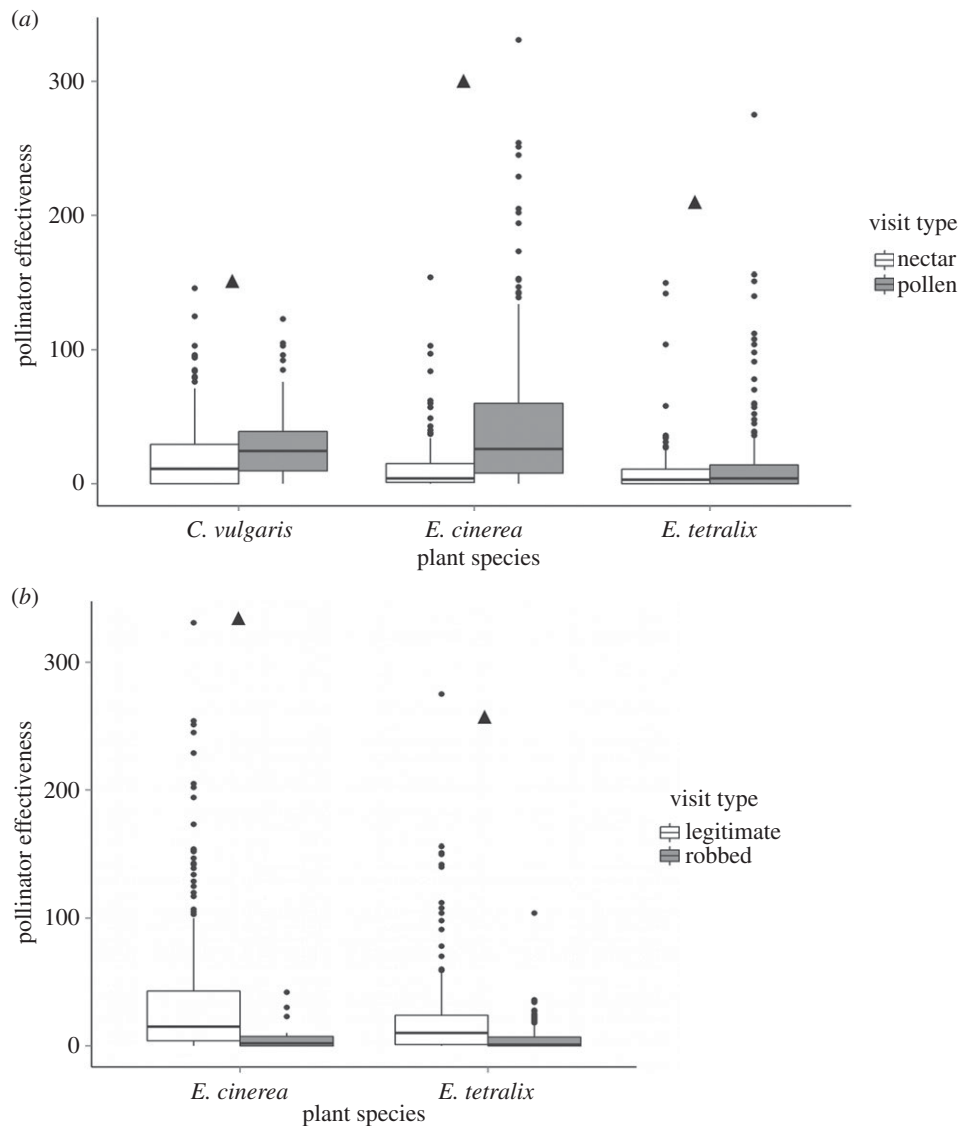 (a)
300
200
100
0
pollinator effectiveness
C. vulgaris
E. cinerea
E. tetralix
plant species
visit type
nectar
pollen
(b)
300
200
100
0
pollinator effectiveness
E. cinerea
E. tetralix
plant species
visit type
legitimate
robbed